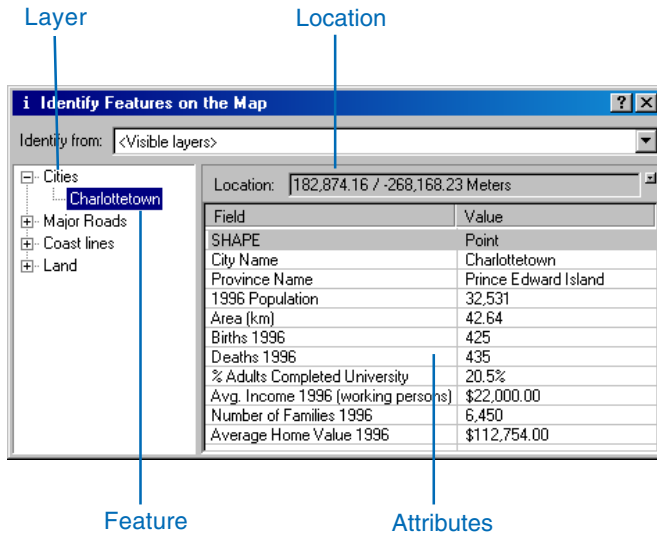 Layer Location
i Identify Features on the Map
Identify from: <Visible layers>
Cities
Charlottetown
Major Roads
Coast lines
Land
Location: 182,874.16 / -268,168.23 Meters
Field Value
SHAPE Point
City Name Charlottetown
Province Name Prince Edward Island
1996 Population 32,531
Area (km) 42.64
Births 1996 425
Deaths 1996 435
% Adults Completed University 20.5%
Avg. Income 1996 (working persons) $22,000.00
Number of Families 1996 6,450
Average Home Value 1996 $112,754.00
Feature Attributes